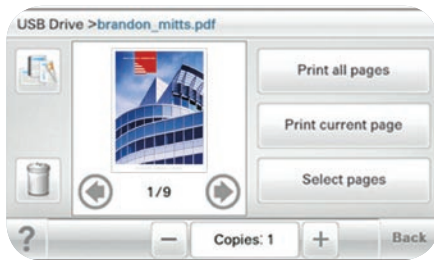 USB Drive >brandon_mitts.pdf
Print all pages
Print current page
1/9
Select pages
?
− Copies: 1 + Back